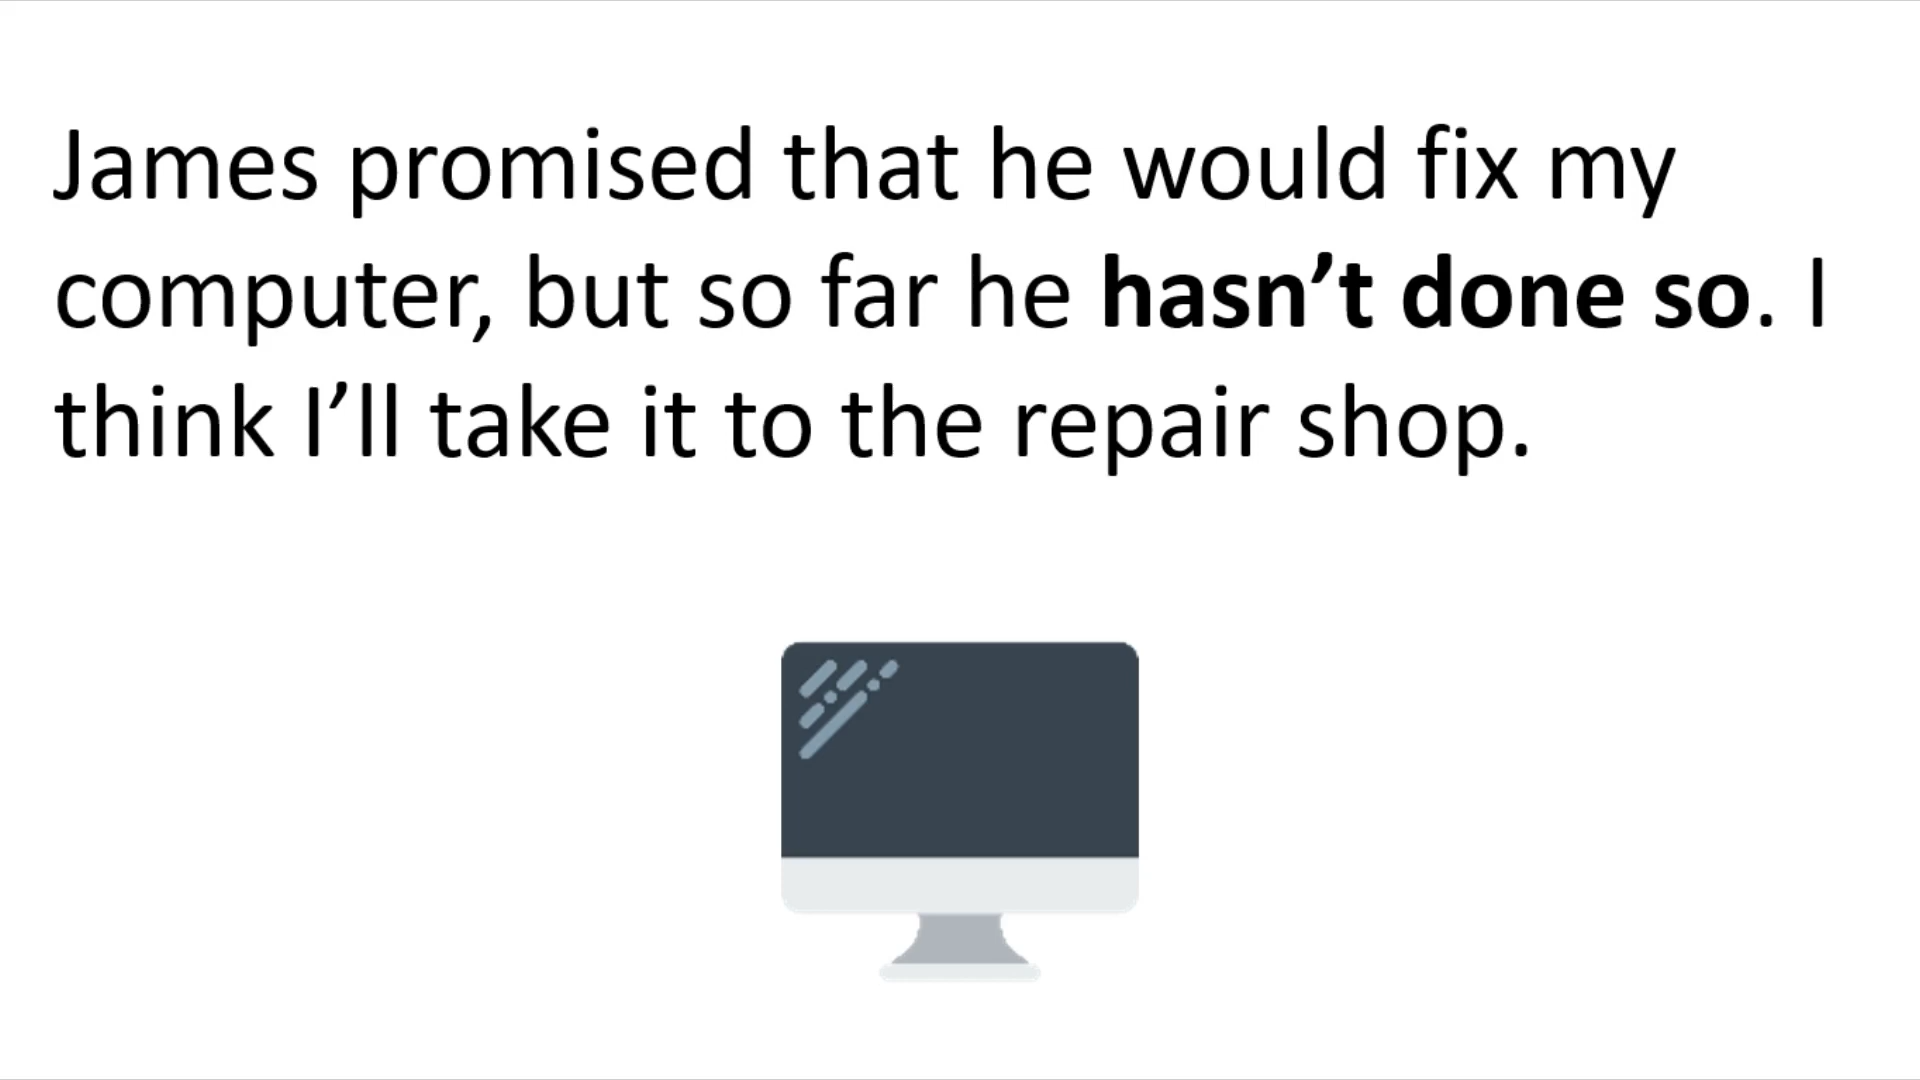 James promised that he would fix my
computer, but so far he hasn’t done so. I
think I’ll take it to the repair shop.